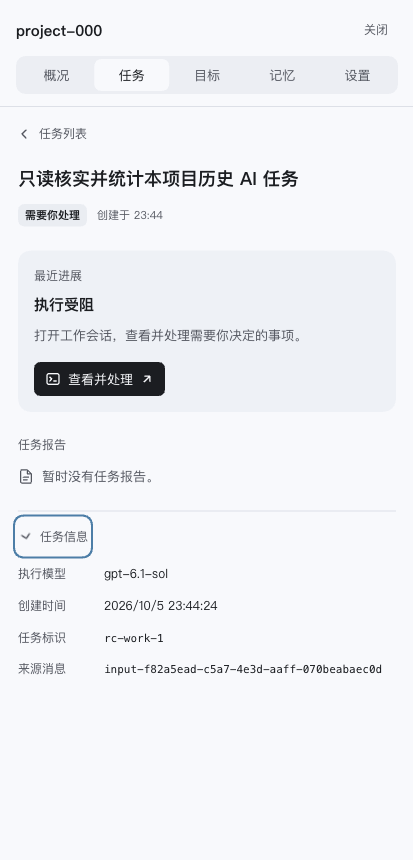 project-000
关闭
概况 任务 目标 记忆 设置
任务列表
只读核实并统计本项目历史 AI 任务
需要你处理 创建于 23:44
最近进展
执行受阻
打开工作会话，查看并处理需要你决定的事项。
查看并处理
任务报告
暂时没有任务报告。
任务信息
执行模型 gpt-6.1-sol
创建时间 2026/10/5 23:44:24
任务标识 rc-work-1
来源消息 input-f82a5ead-c5a7-4e3d-aaff-070beabaec0d